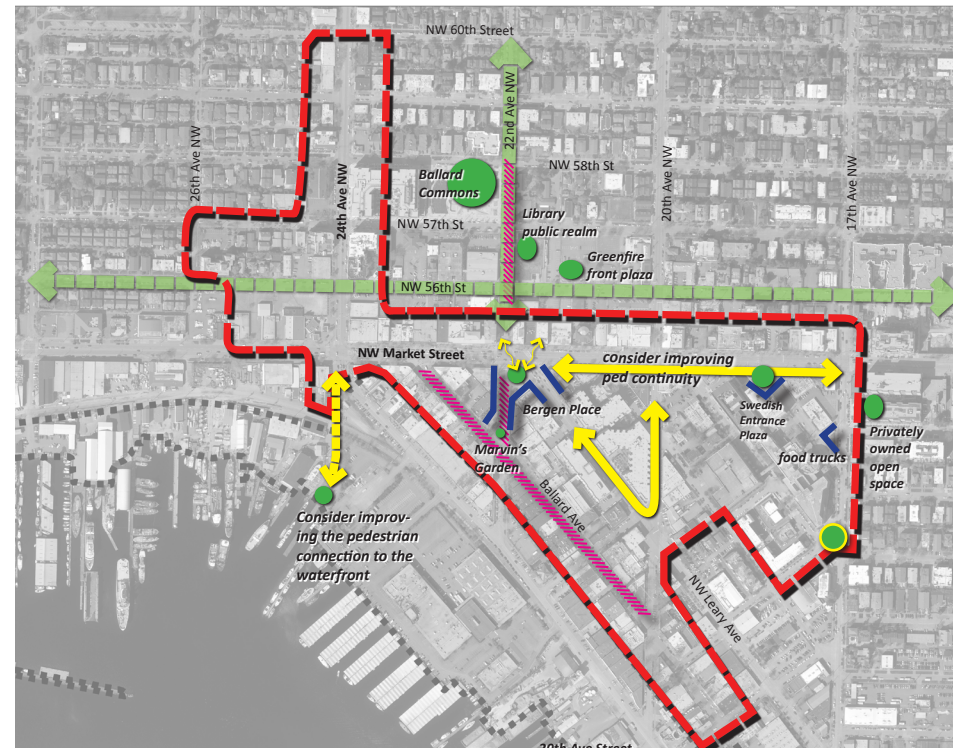 NW 60th Street
22nd Ave NW
26th Ave NW
24th Ave NW
20th Ave NW
17th Ave NW
Ballard
Commons
NW 58th St
NW 57th St
Library
public realm
Greenfire
front plaza
NW 56th St
NW Market Street
consider improving
ped continuity
Bergen Place
Swedish
Entrance
Plaza
Marvin's
Garden
food trucks
Privately
owned
open
space
Ballard Ave
Consider improv-
ing the pedestrian
connection to the
waterfront
NW Leary Ave
20th Ave Street